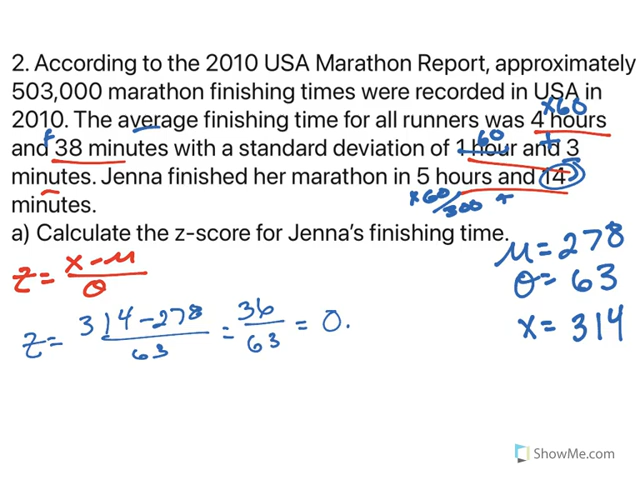 2. According to the 2010 USA Marathon Report, approximately
503,000 marathon finishing times were recorded in USA in
×60
2010. The average finishing time for all runners was 4 hours
60 +
and 38 minutes with a standard deviation of 1 hour and 3
minutes. Jenna finished her marathon in 5 hours and 14
×60/300 +
minutes.
a) Calculate the z-score for Jenna's finishing time.
μ = 278
z = x - μ / θ
θ = 63
z = 314 - 278 / 63 = 36 / 63 = 0.
x = 314
ShowMe.com